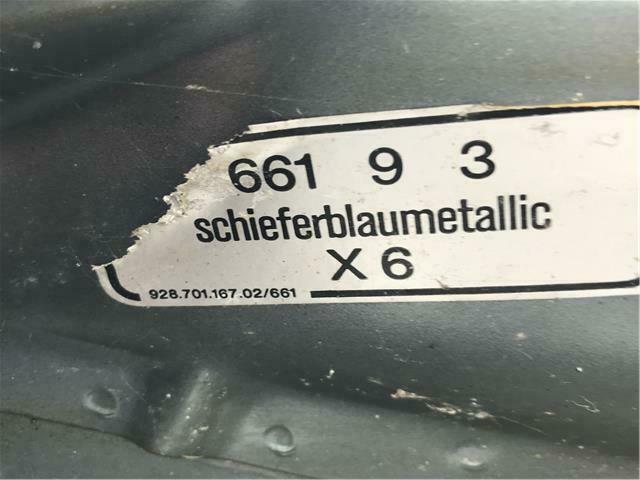 661 9 3
schieferblaumetallic
X 6
928.701.167.02/661